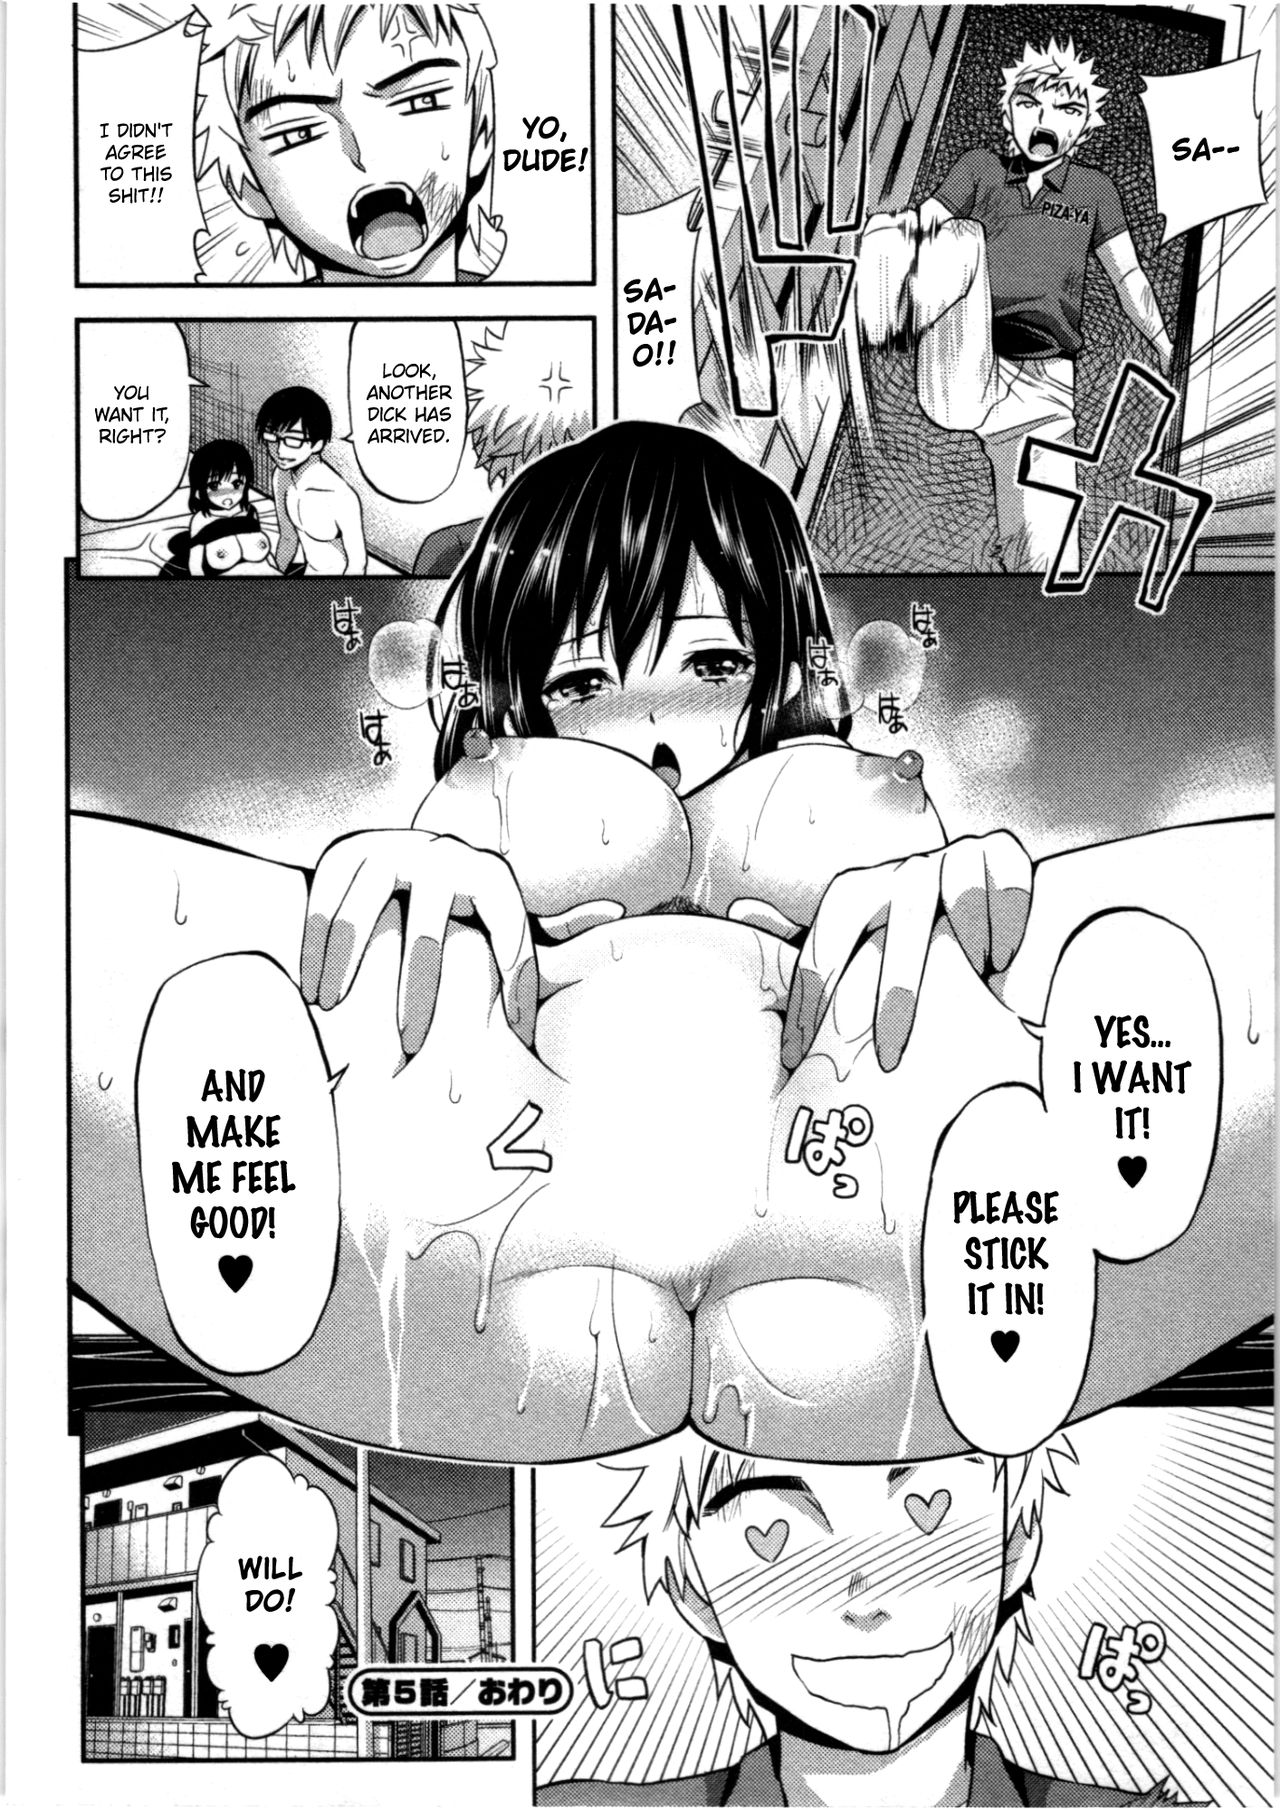 SA--
PIZA-YA
SA-
DA-
O!!
YO,
DUDE!
I DIDN'T
AGREE
TO THIS
SHIT!!
LOOK,
ANOTHER
DICK HAS
ARRIVED.
YOU
WANT IT,
RIGHT?
はぁ
はぁ
はぁ
はぁ
はぁ
YES...
I WANT
IT!
♥
PLEASE
STICK
IT IN!
♥
くぱっ
AND
MAKE
ME FEEL
GOOD!
♥
ぱっ
に
WILL
DO!
♥
第5話/おわり